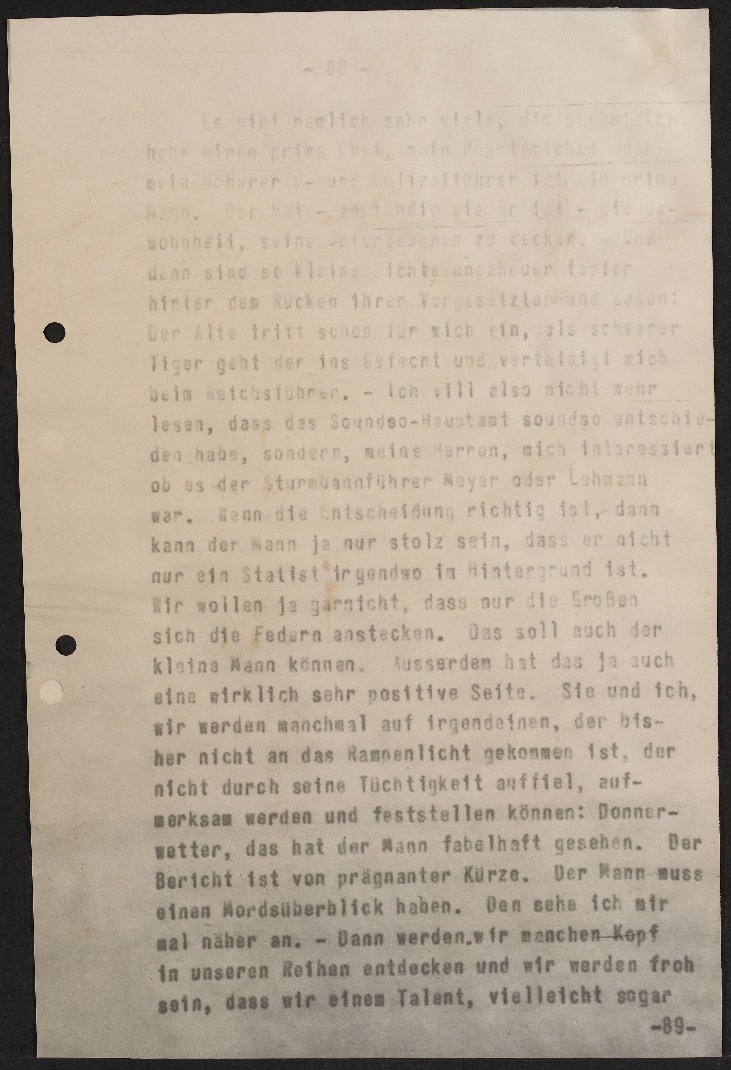 - 88 -
Es gibt nämlich sehr viele, die sagen: Ich
habe einen prima Chef, mein Hauptamtchef oder
mein höherer - und Polizeiführer ist ein prima
Mann. Der hat - anständig wie er ist - die Ge-
wohnheit, seine Untergebenen zu decken. - Und
dann sind so kleine Wichte ungeheuer tapfer
hinter dem Rücken ihrer Vorgesetzten und sagen:
Der Alte tritt schon für mich ein, als schwerer
Tiger geht der ins Gefecht und verteidigt mich
beim Reichsführer. - Ich will also nicht mehr
lesen, dass das Soundso-Hauptamt soundso entschie-
den habe, sondern, meine Herren, mich interessiert
ob es der Sturmbannführer Meyer oder Lehmann
war. Wenn die Entscheidung richtig ist, dann
kann der Mann ja nur stolz sein, dass er nicht
nur ein Statist irgendwo im Hintergrund ist.
Wir wollen ja garnicht, dass nur die Großen
sich die Federn anstecken. Das soll auch der
kleine Mann können. Ausserdem hat das ja auch
eine wirklich sehr positive Seite. Sie und ich,
wir werden manchmal auf irgendeinen, der bis-
her nicht an das Rampenlicht gekommen ist, der
nicht durch seine Tüchtigkeit auffiel, auf-
merksam werden und feststellen können: Donner-
wetter, das hat der Mann fabelhaft gesehen. Der
Bericht ist von prägnanter Kürze. Der Mann muss
einen Mordsüberblick haben. Den sehe ich mir
mal näher an. - Dann werden wir manchen Kopf
in unseren Reihen entdecken und wir werden froh
sein, dass wir einem Talent, vielleicht sogar
-89-